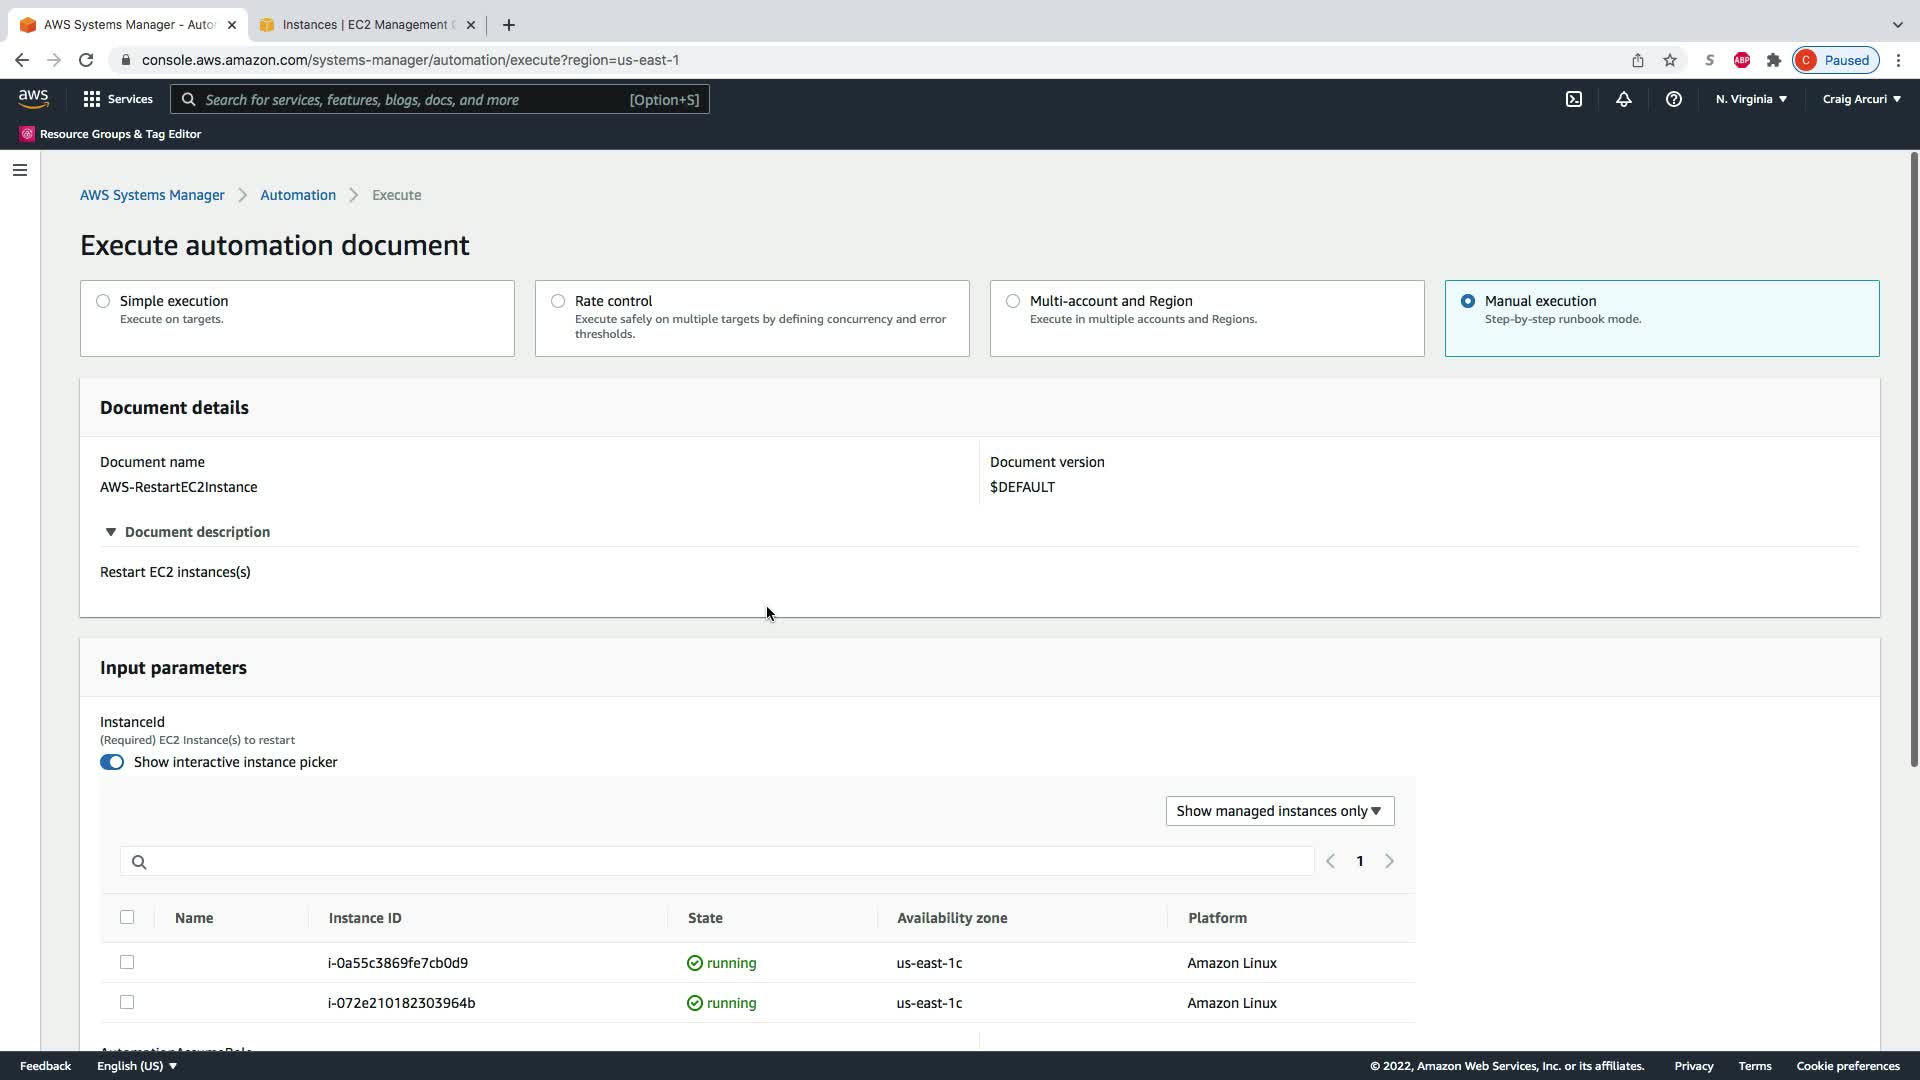 AWS Systems Manager - Auto
Instances | EC2 Management
console.aws.amazon.com/systems-manager/automation/execute?region=us-east-1
S
ABP
C
Paused
aws
Services
Search for services, features, blogs, docs, and more
[Option+S]
N. Virginia
Craig Arcuri
Resource Groups & Tag Editor
AWS Systems Manager
Automation
Execute
Execute automation document
Simple execution
Execute on targets.
Rate control
Execute safely on multiple targets by defining concurrency and error
thresholds.
Multi-account and Region
Execute in multiple accounts and Regions.
Manual execution
Step-by-step runbook mode.
Document details
Document name
AWS-RestartEC2Instance
Document version
$DEFAULT
Document description
Restart EC2 instances(s)
Input parameters
InstanceId
(Required) EC2 Instance(s) to restart
Show interactive instance picker
Show managed instances only
1
Name Instance ID State Availability zone Platform
i-0a55c3869fe7cb0d9 running us-east-1c Amazon Linux
i-072e210182303964b running us-east-1c Amazon Linux
AutomationAssumeRole
Feedback
English (US)
© 2022, Amazon Web Services, Inc. or its affiliates.
Privacy
Terms
Cookie preferences